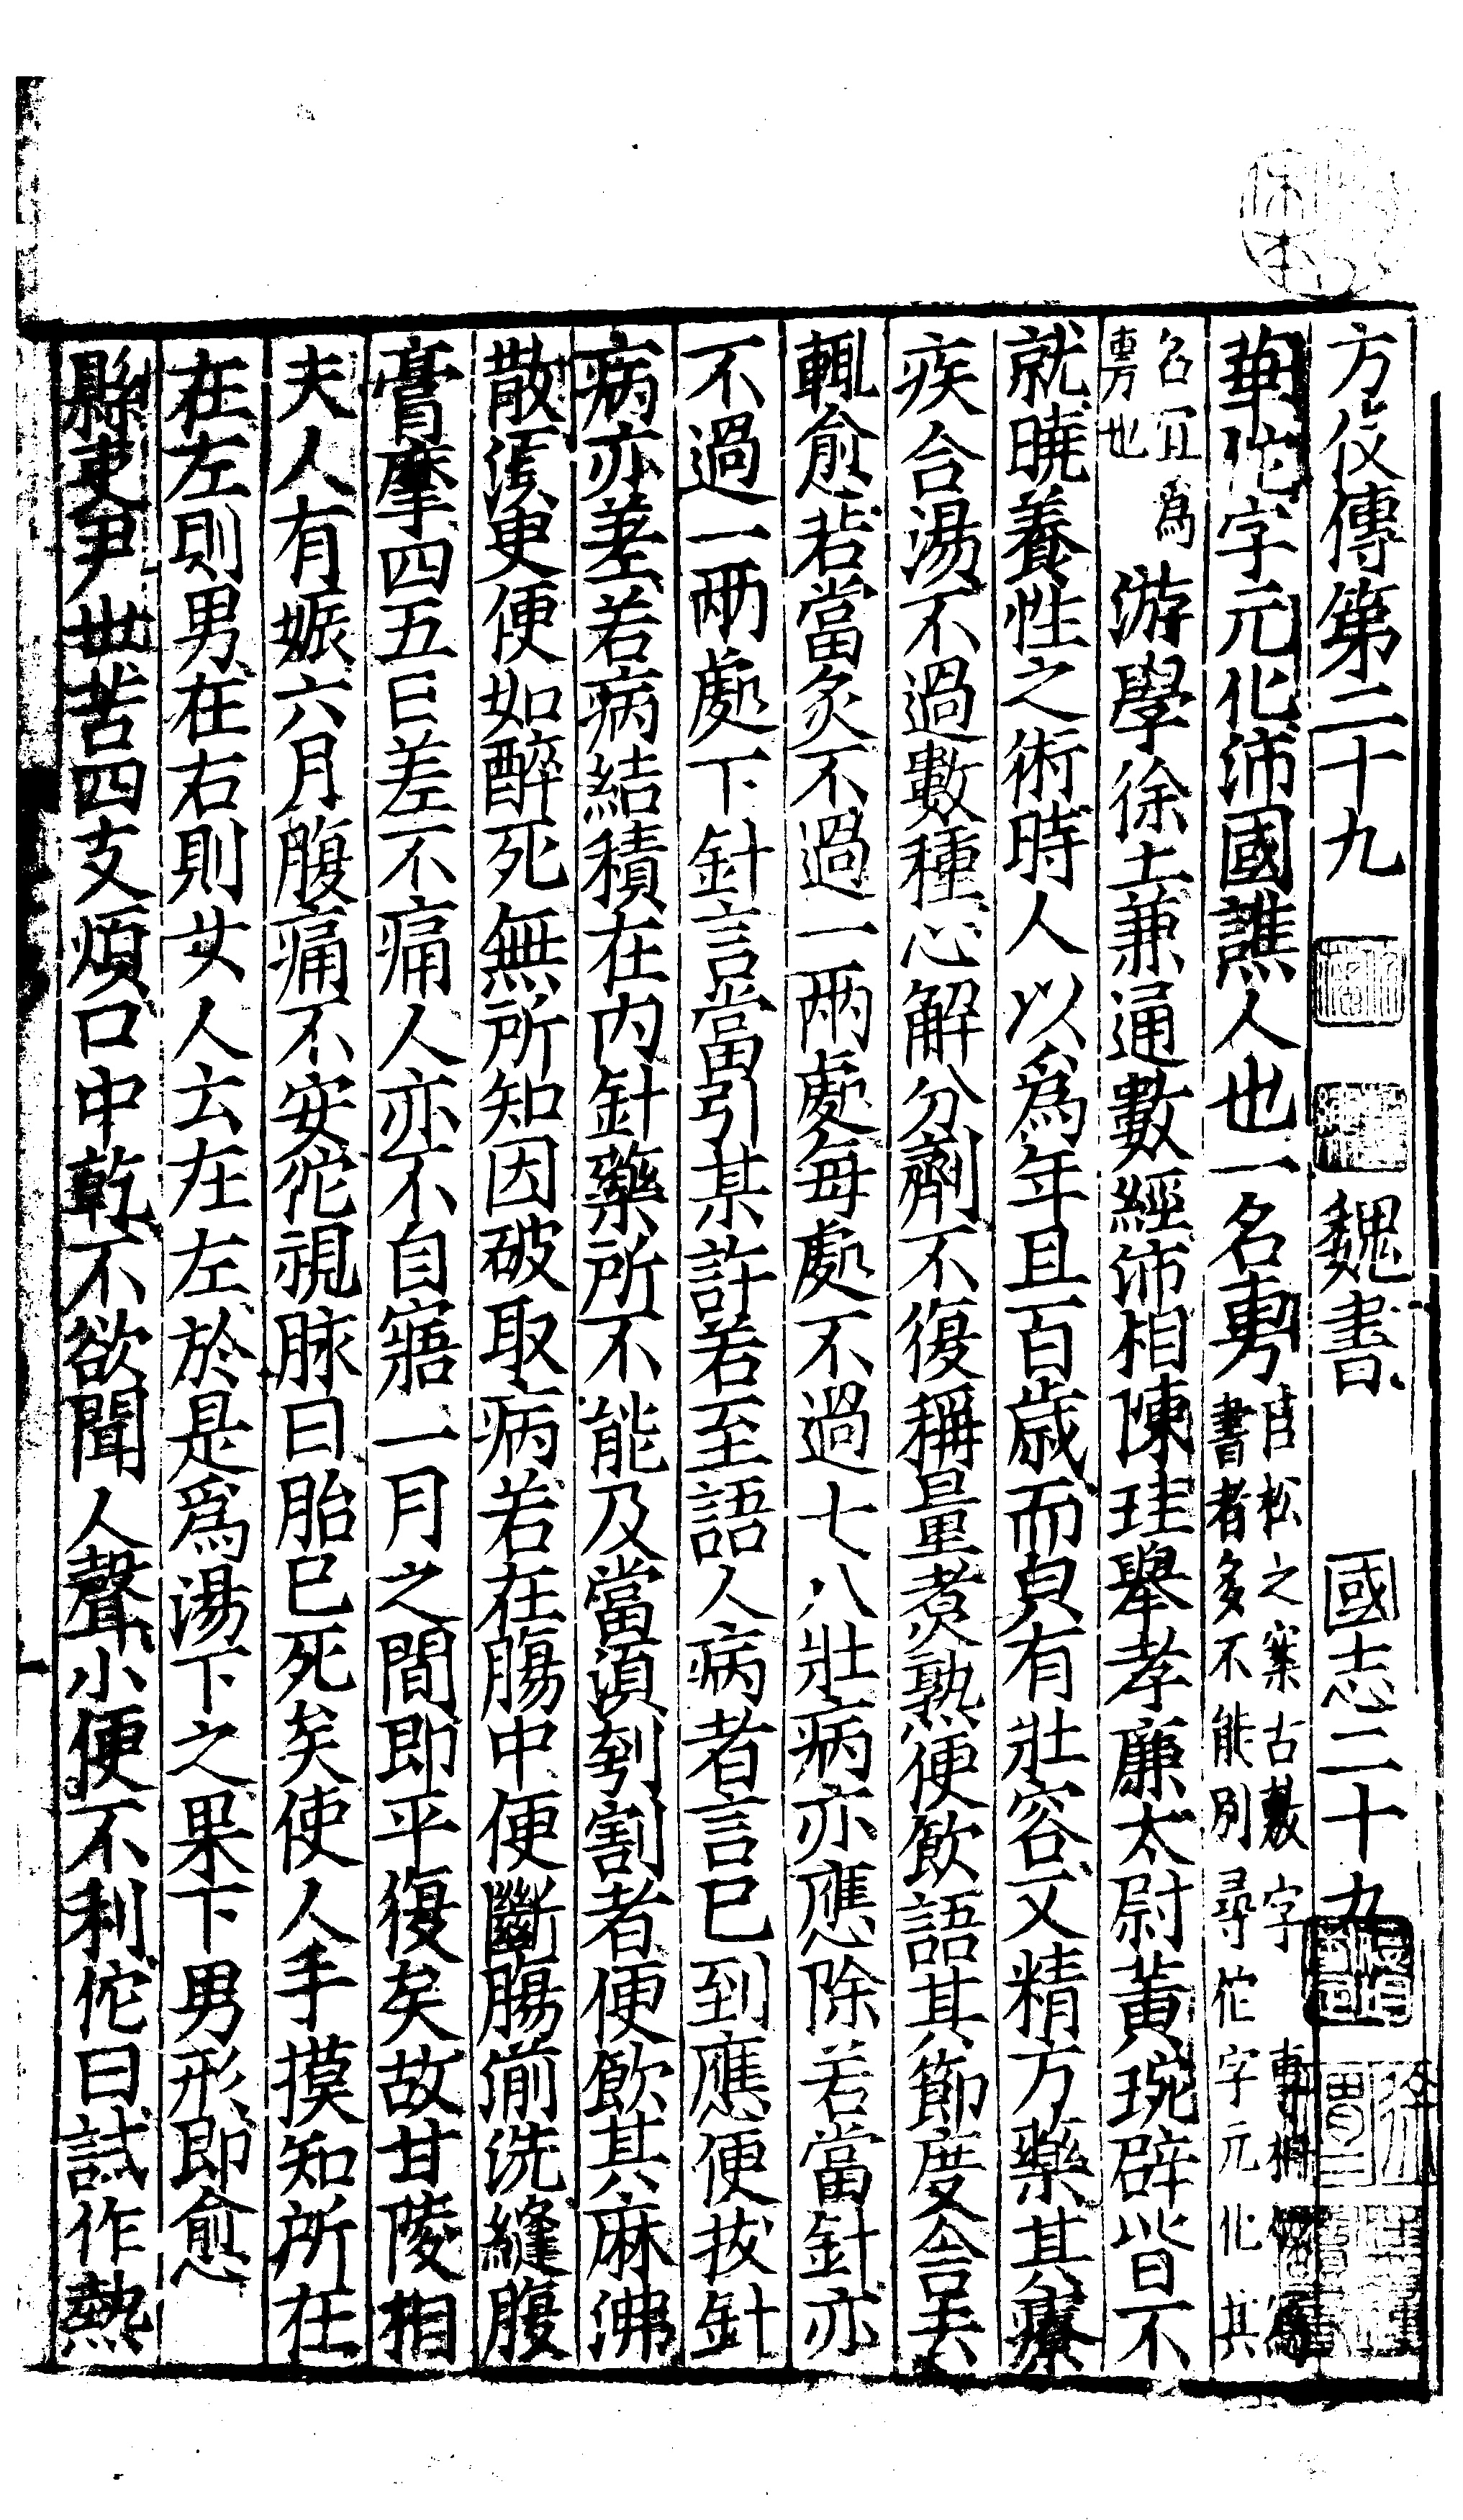 方伎傳第二十九 魏書 國志二十九
華佗字元化沛國譙人也一名旉臣松之案古敷字與相似寫書者多不能別尋佗字元化其
名宜爲旉也游學徐土兼通數經沛相陳珪舉孝廉太尉黃琬辟皆不
就曉養性之術時人以爲年且百歲而皃有壯容又精方藥其療
疾合湯不過數種心解分劑不復稱量煮熟便飲語其節度舍去
輒愈若當灸不過一兩處每處不過七八壯病亦應除若當針亦
不過一兩處下針言當引某許若至語人病者言已到應便拔針
病亦差若病結積在內針藥所不能及當須刳割者便飲其麻沸
散須臾便如醉死無所知因破取病若在腸中便斷腸湔洗縫腹
膏摩四五日差不痛人亦不自寤一月之間即平復矣故甘陵相
夫人有娠六月腹痛不安佗視脉曰胎已死矣使人手摸知所在
在左則男在右則女人云在左於是爲湯下之果下男形即愈
縣吏尹世苦四支煩口中乾不欲聞人聲小便不利佗曰試作熱